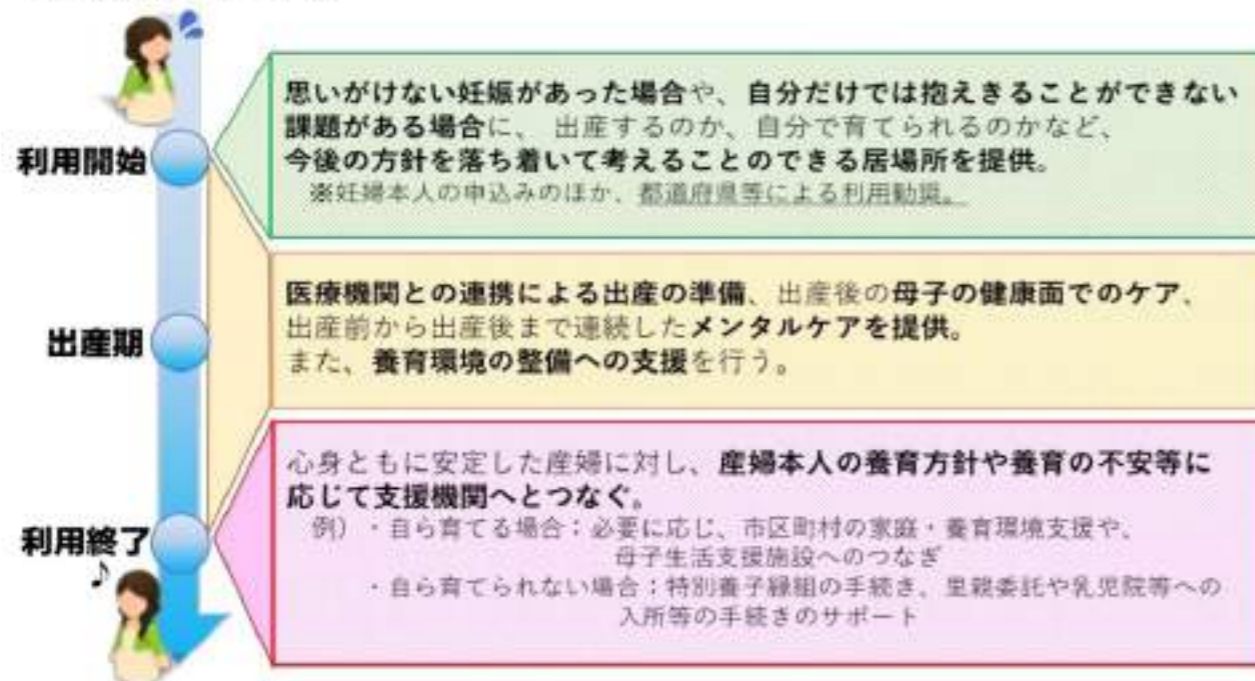 利用開始
思いがけない妊娠があった場合や、自分だけでは抱えきることができない
課題がある場合に、 出産するのか、自分で育てられるのかなど、
今後の方針を落ち着いて考えることのできる居場所を提供。
※妊婦本人の申込みのほか、都道府県等による利用勧奨。
出産期
医療機関との連携による出産の準備、出産後の母子の健康面でのケア、
出産前から出産後まで連続したメンタルケアを提供。
また、養育環境の整備への支援を行う。
利用終了
♪
心身ともに安定した産婦に対し、産婦本人の養育方針や養育の不安等に
応じて支援機関へとつなぐ。
例）・自ら育てる場合；必要に応じ、市区町村の家庭・養育環境支援や、
母子生活支援施設へのつなぎ
・自ら育てられない場合；特別養子縁組の手続き、里親委託や乳児院等への
入所等の手続きのサポート